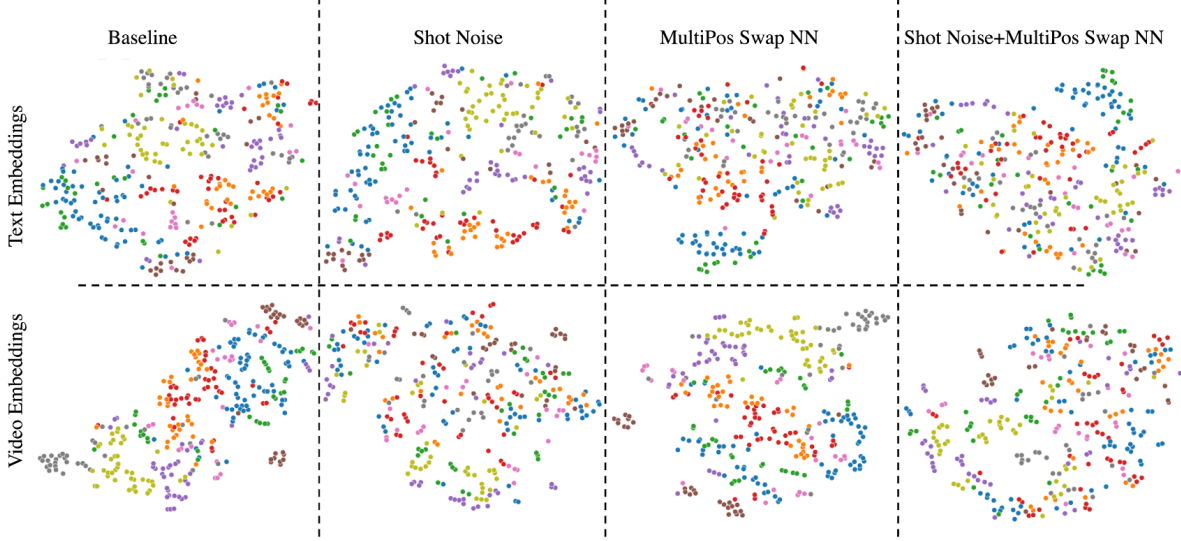 Baseline
Shot Noise
MultiPos Swap NN
Shot Noise+MultiPos Swap NN
Text Embeddings
Video Embeddings